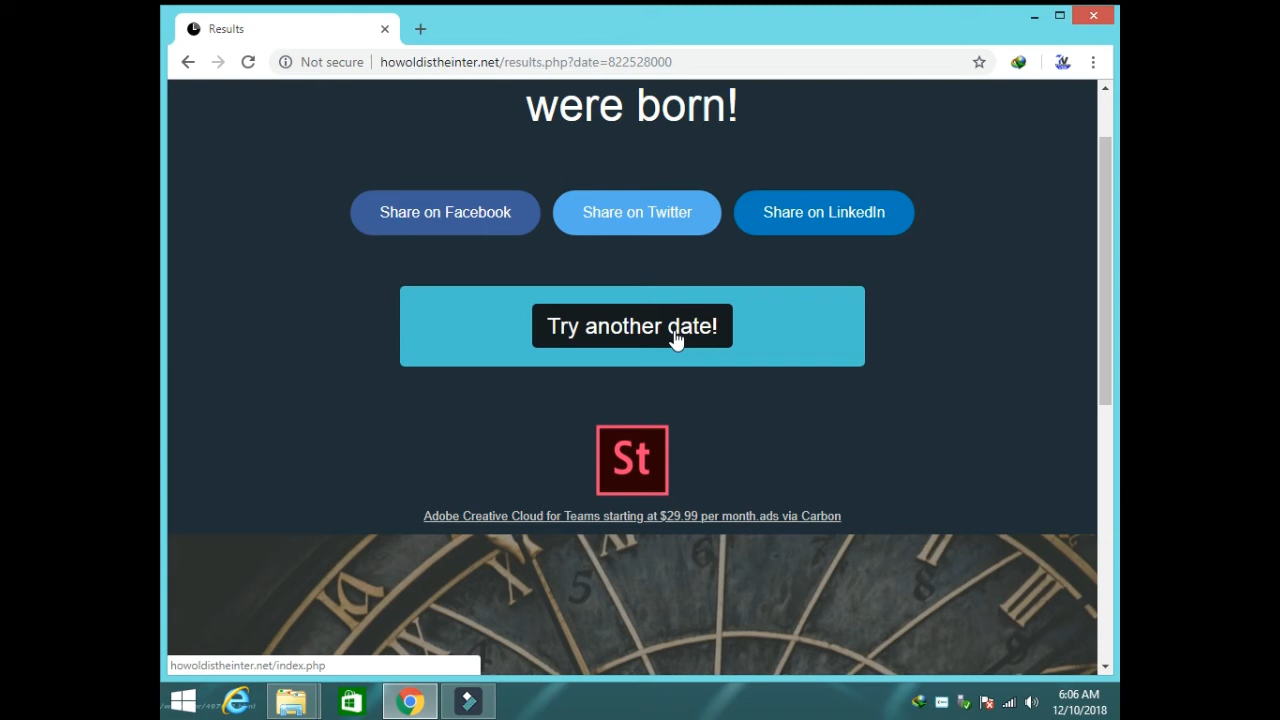 Results
Not secure
howoldistheinter.net/results.php?date=822528000
were born!
Share on Facebook
Share on Twitter
Share on LinkedIn
Try another date!
St
Adobe Creative Cloud for Teams starting at $29.99 per month.ads via Carbon
5
8
howoldistheinter.net/index.php
6:06 AM
12/10/2018